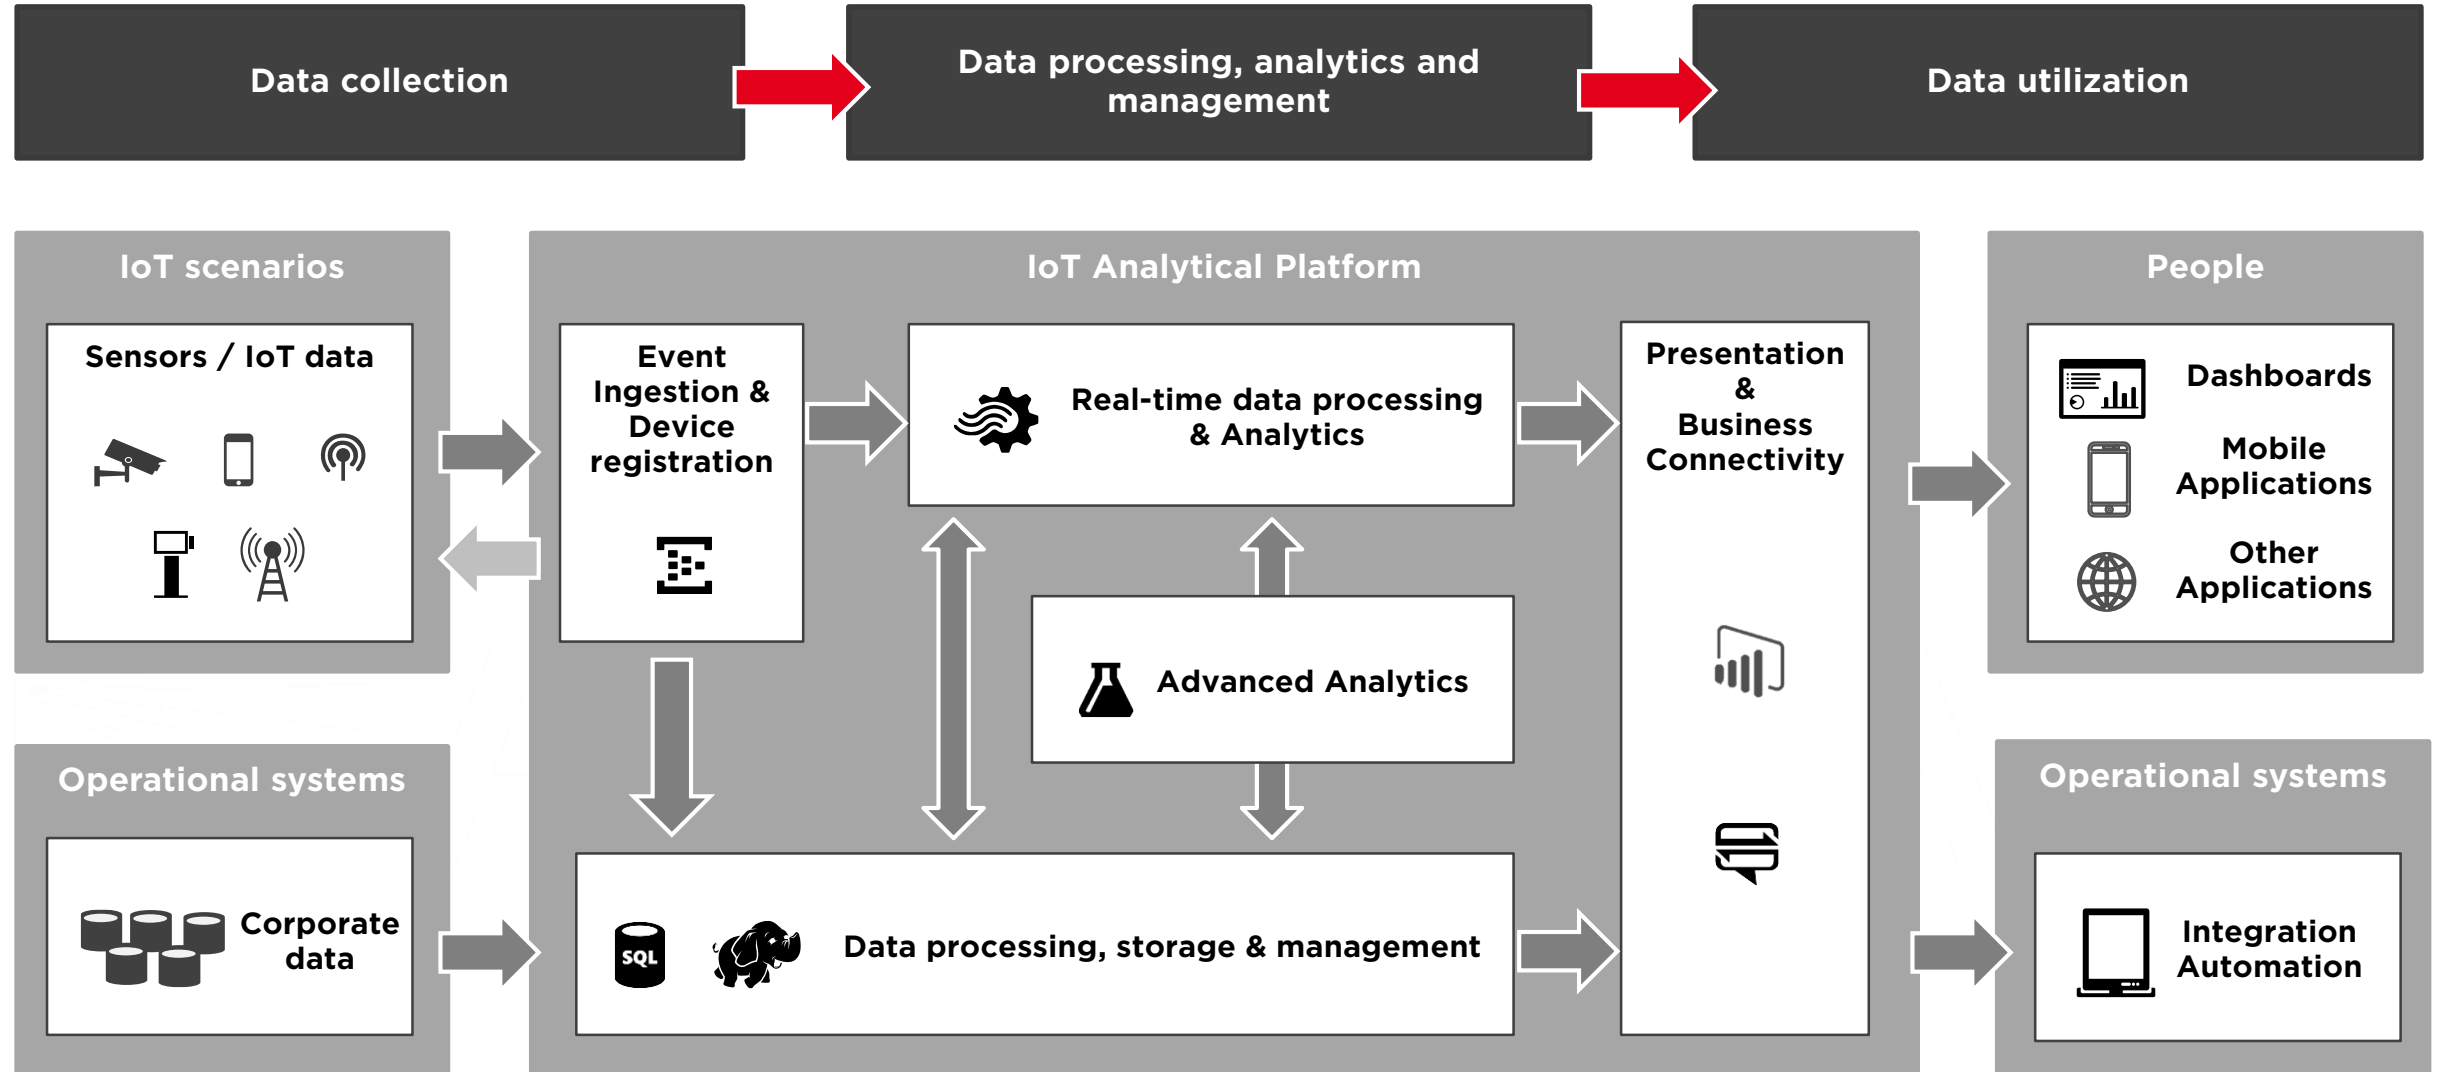 Data collection
Data processing, analytics and
management
Data utilization
IoT scenarios
Sensors / IoT data
Operational systems
Corporate
data
IoT Analytical Platform
Event
Ingestion &
Device
registration
Real-time data processing
& Analytics
Advanced Analytics
SQL
Data processing, storage & management
Presentation
&
Business
Connectivity
People
Dashboards
Mobile
Applications
Other
Applications
Operational systems
Integration
Automation